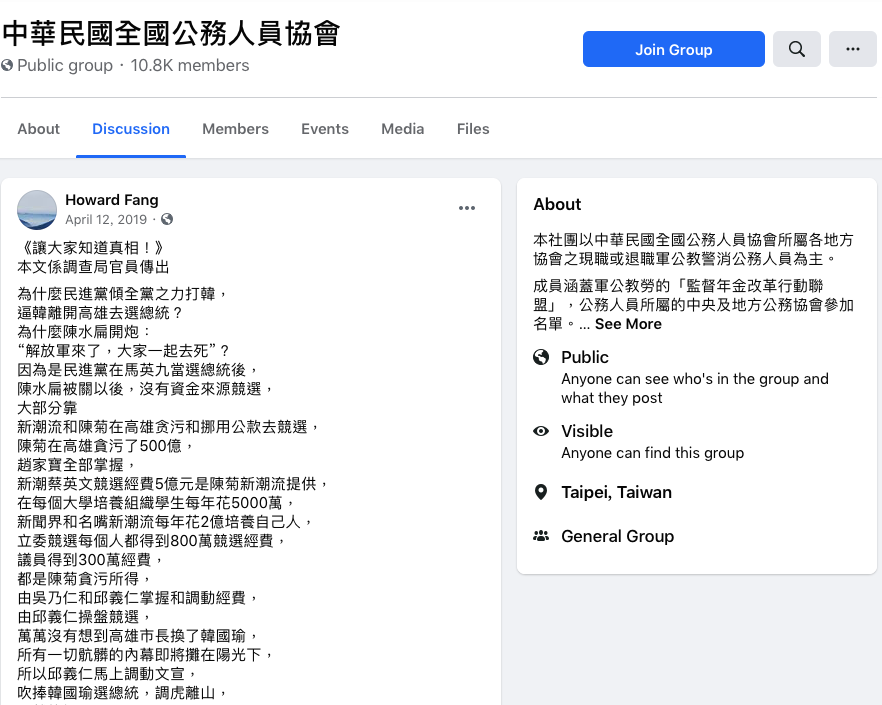 中華民國全國公務人員協會
Public group · 10.8K members
Join Group
About
Discussion
Members
Events
Media
Files
Howard Fang
April 12, 2019 ·
《讓大家知道真相！》
本文係調查局官員傳出
為什麼民進黨傾全黨之力打韓，
逼韓離開高雄去選總統？
為什麼陳水扁開炮：
“解放軍來了，大家一起去死”？
因為是民進黨在馬英九當選總統後，
陳水扁被關以後，沒有資金來源競選，
大部分靠
新潮流和陳菊在高雄贪污和挪用公款去競選，
陳菊在高雄貪污了500億，
趙家寶全部掌握，
新潮蔡英文競選經費5億元是陳菊新潮流提供，
在每個大學培養組織學生每年花5000萬，
新聞界和名嘴新潮流每年花2億培養自己人，
立委競選每個人都得到800萬競選經費，
議員得到300萬經費，
都是陳菊貪污所得，
由吳乃仁和邱義仁掌握和調動經費，
由邱義仁操盤競選，
萬萬沒有想到高雄市長換了韓國瑜，
所有一切骯髒的內幕即將攤在陽光下，
所以邱義仁馬上調動文宣，
吹捧韓國瑜選總統，調虎離山，
About
本社團以中華民國全國公務人員協會所屬各地方
協會之現職或退職軍公教警消公務人員為主。
成員涵蓋軍公教勞的「監督年金改革行動聯
盟」，公務人員所屬的中央及地方公務協會參加
名單。... See More
Public
Anyone can see who's in the group and
what they post
Visible
Anyone can find this group
Taipei, Taiwan
General Group